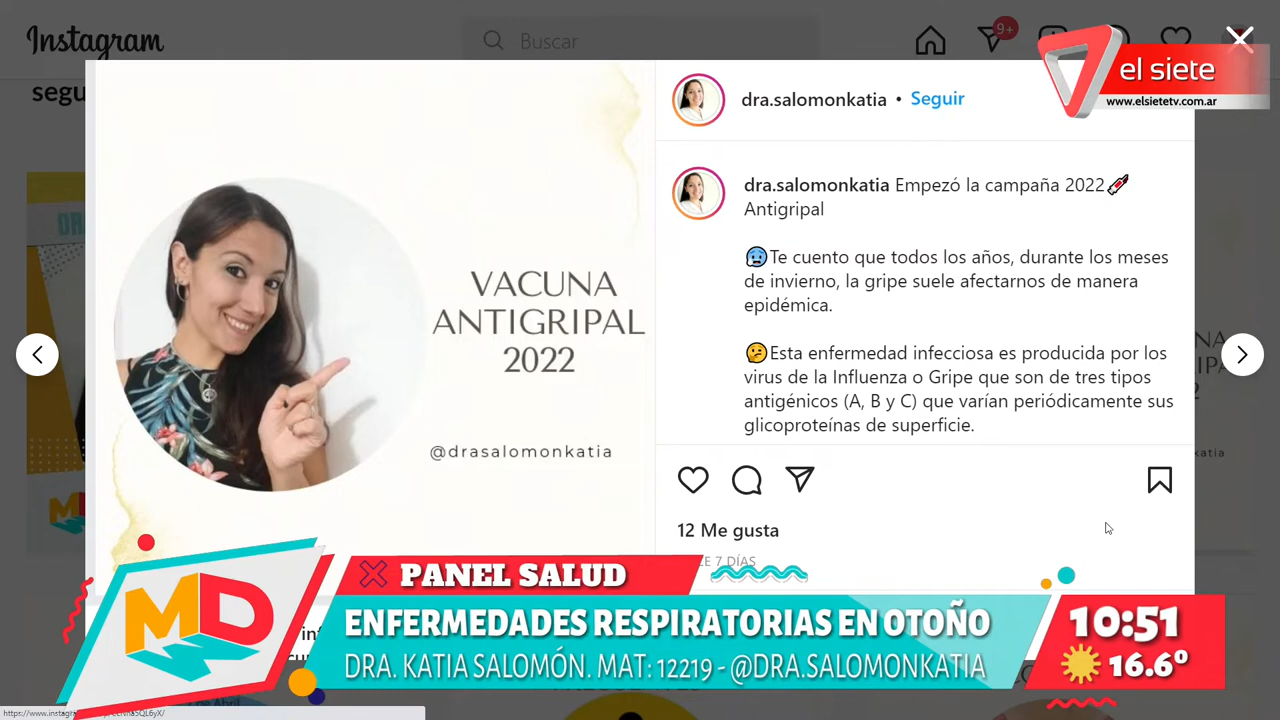 Instagram
Buscar
9+
el siete
www.elsietetv.com.ar
segu
dra.salomonkatia • Seguir
dra.salomonkatia Empezó la campaña 2022💉
Antigripal
😰Te cuento que todos los años, durante los meses
de invierno, la gripe suele afectarnos de manera
epidémica.
🤔Esta enfermedad infecciosa es producida por los
virus de la Influenza o Gripe que son de tres tipos
antigénicos (A, B y C) que varían periódicamente sus
glicoproteínas de superficie.
VACUNA
ANTIGRIPAL
2022
@drasalomonkatia
12 Me gusta
CE 7 DÍAS
MD
PANEL SALUD
ENFERMEDADES RESPIRATORIAS EN OTOÑO
DRA. KATIA SALOMÓN. MAT: 12219 - @DRA.SALOMONKATIA
10:51
16.6º